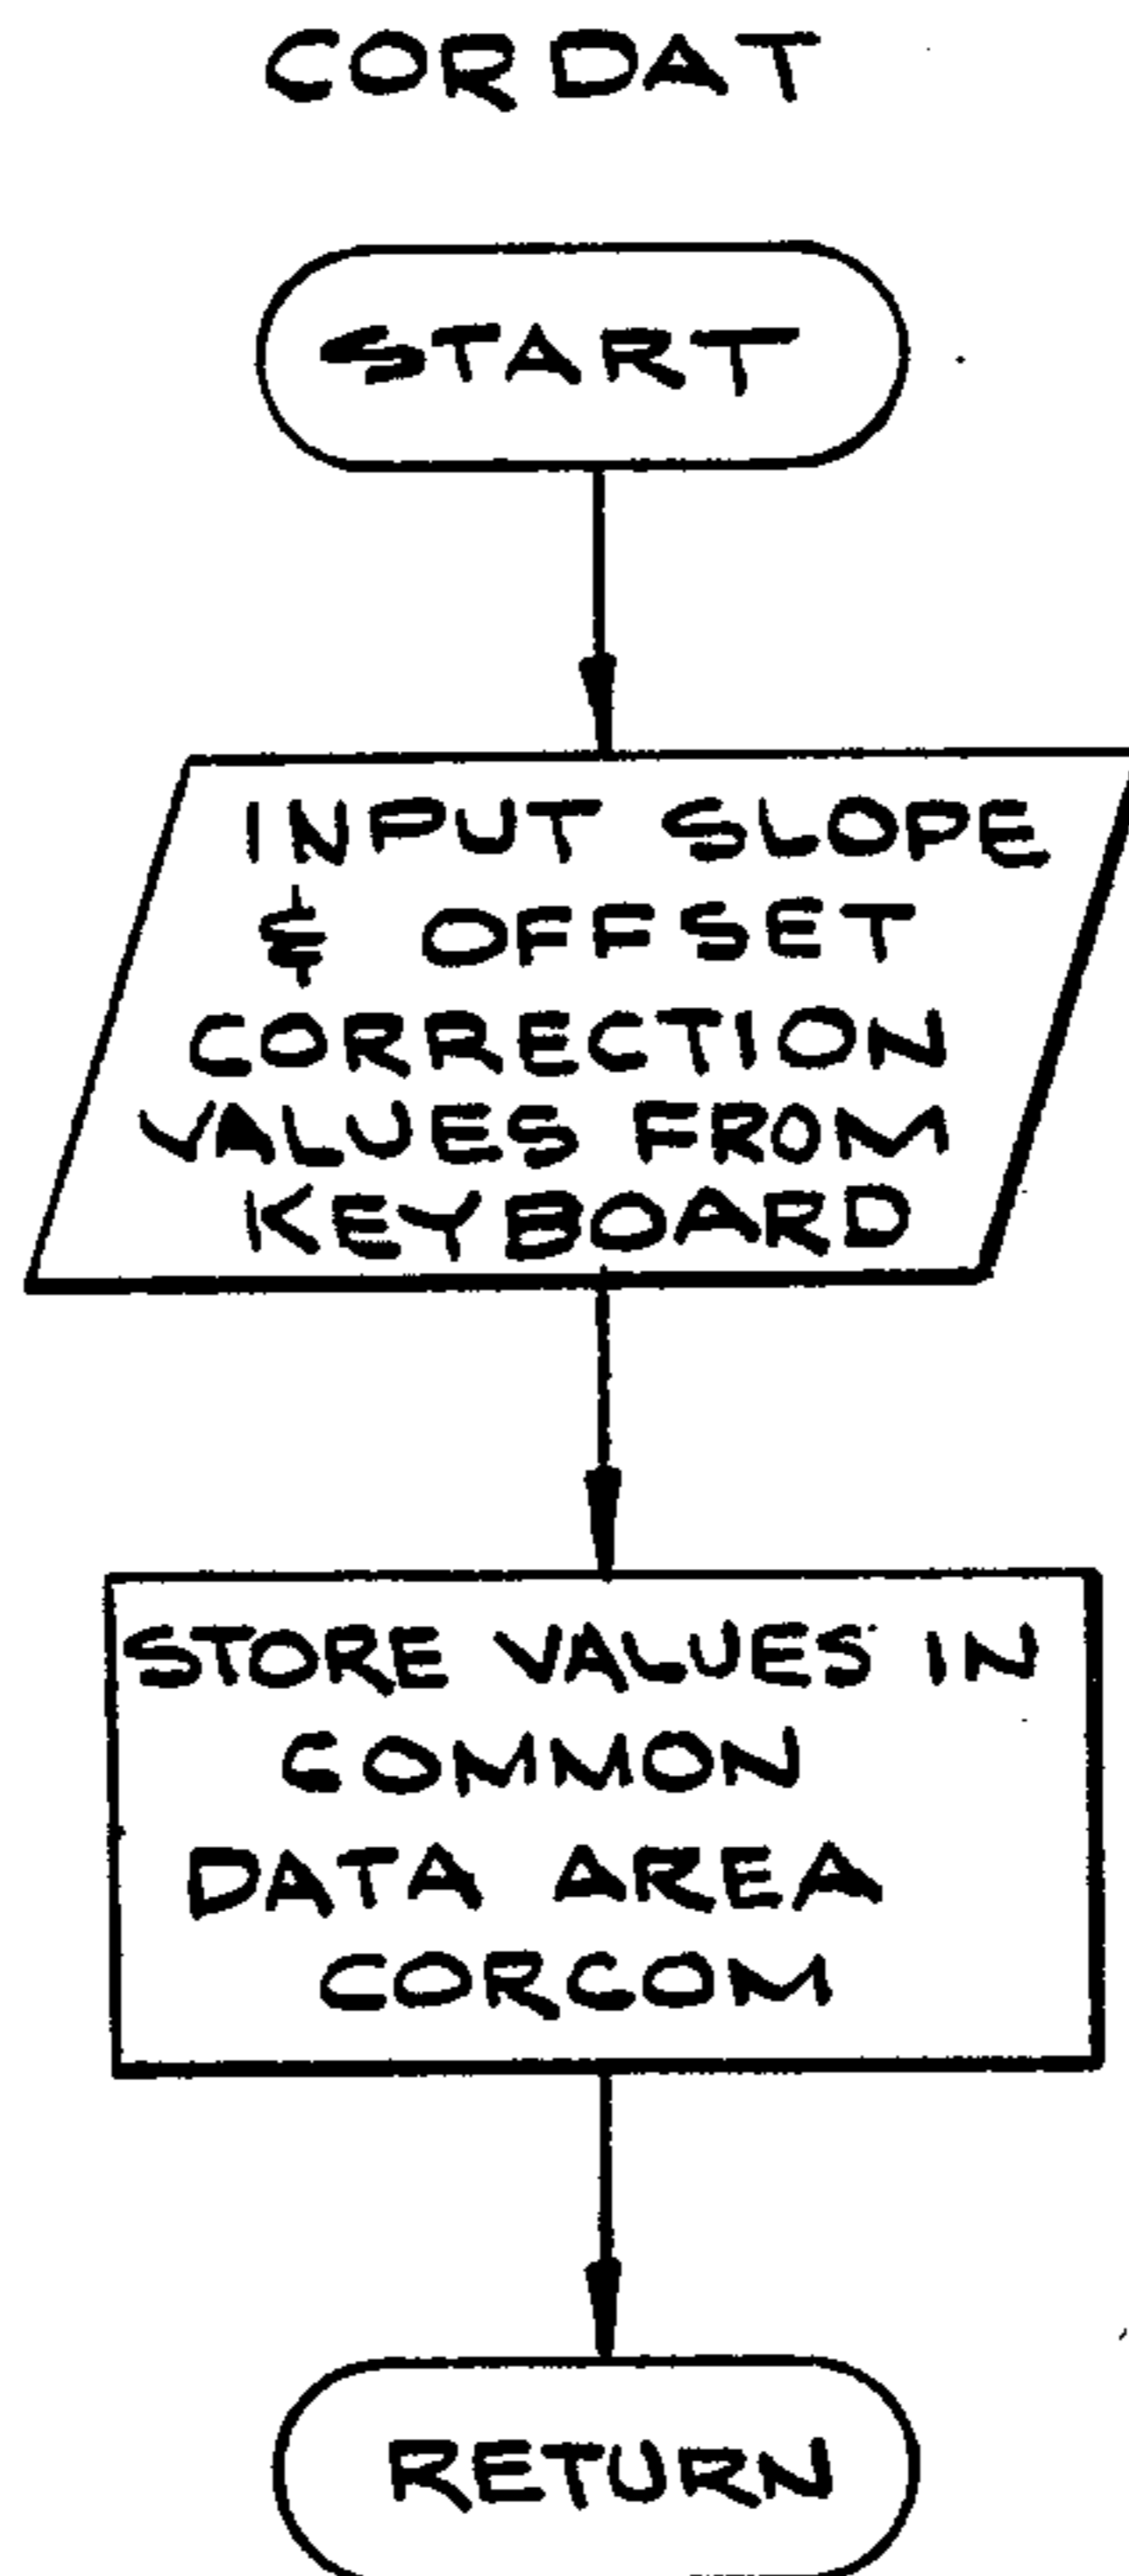 CORDAT
START
INPUT SLOPE
& OFFSET
CORRECTION
VALUES FROM
KEYBOARD
STORE VALUES IN
COMMON
DATA AREA
CORCOM
RETURN